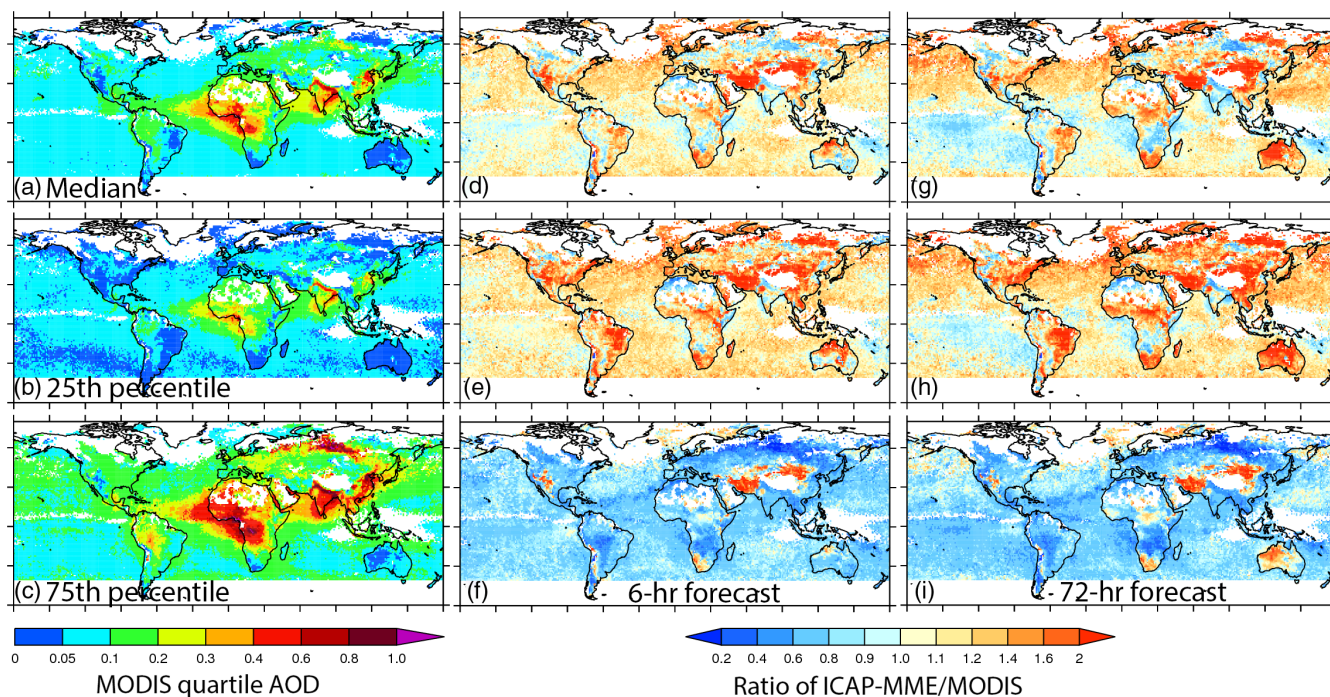 (a) Median
(d)
(g)
(b) 25th percentile
(e)
(h)
(c) 75th percentile
(f)
6-hr forecast
(i)
72-hr forecast
0 0.05 0.1 0.2 0.3 0.4 0.6 0.8 1.0
0.2 0.4 0.6 0.8 0.9 1.0 1.1 1.2 1.4 1.6 2
MODIS quartile AOD
Ratio of ICAP-MME/MODIS